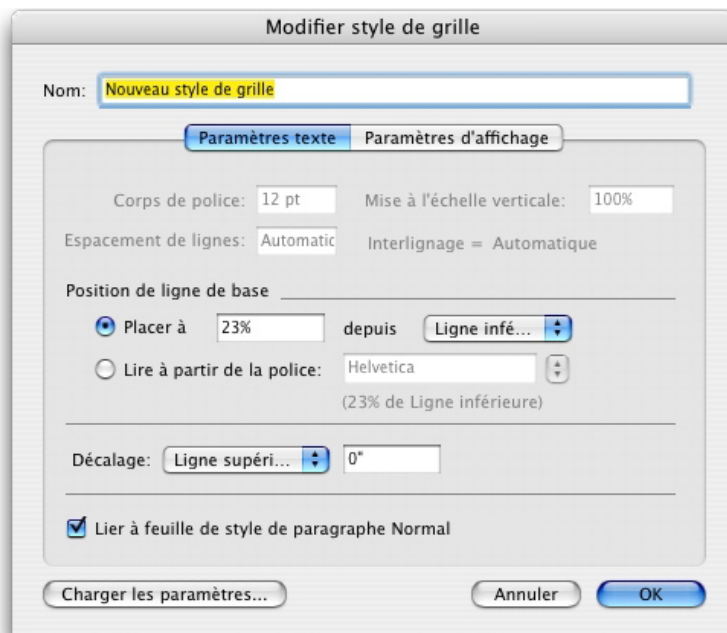 Modifier style de grille
Nom: Nouveau style de grille
Paramètres texte Paramètres d'affichage
Corps de police: 12 pt Mise à l'échelle verticale: 100%
Espacement de lignes: Automatic Interlignage = Automatique
Position de ligne de base
Placer à 23% depuis Ligne infé...
Lire à partir de la police: Helvetica
(23% de Ligne inférieure)
Décalage: Ligne supéri... 0"
Lier à feuille de style de paragraphe Normal
Charger les paramètres... Annuler OK